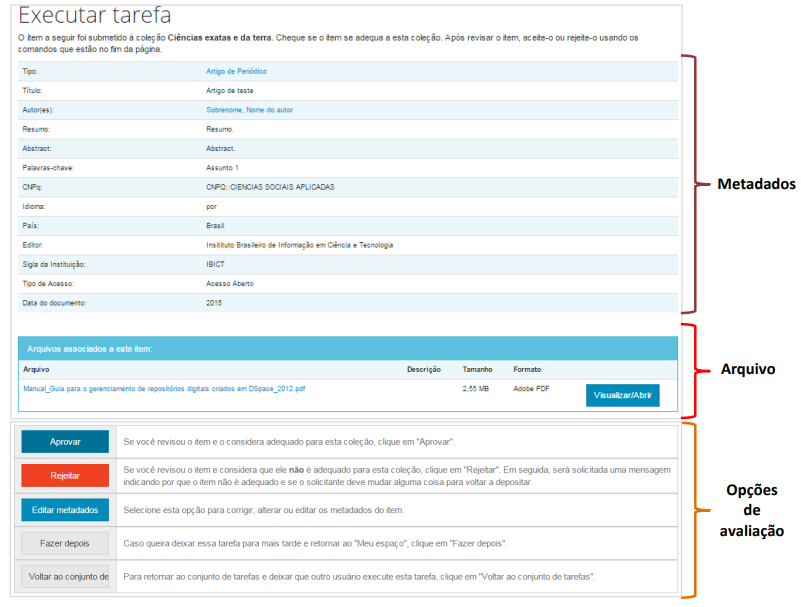 Executar tarefa
O item a seguir foi submetido à coleção Ciências exatas e da terra. Cheque se o item se adequa a esta coleção. Após revisar o item, aceite-o ou rejeite-o usando os
comandos que estão no fim da página.
Tipo: Artigo de Periódico
Título: Artigo de teste
Autor(es): Sobrenome, Nome do autor
Resumo: Resumo.
Abstract: Abstract.
Palavras-chave: Assunto 1
CNPq: CNPQ::CIENCIAS SOCIAIS APLICADAS
Idioma: por
País: Brasil
Editor: Insitituto Brasileiro de Informação em Ciência e Tecnologia
Sigla da Instituição: IBICT
Tipo de Acesso: Acesso Aberto
Data do documento: 2015
Metadados
Arquivos associados a este item:
Arquivo Descrição Tamanho Formato
Manual_Guia para o gerenciamento de repositórios digitais criados em DSpace_2012.pdf 2,55 MB Adobe PDF Visualizar/Abrir
Arquivo
Aprovar Se você revisou o item e o considera adequado para esta coleção, clique em "Aprovar".
Rejeitar Se você revisou o item e considera que ele não é adequado para esta coleção, clique em "Rejeitar". Em seguida, será solicitada uma mensagem
indicando por que o item não é adequado e se o solicitante deve mudar alguma coisa para voltar a depositar.
Editar metadados Selecione esta opção para corrigir, alterar ou editar os metadados do item.
Fazer depois Caso queira deixar essa tarefa para mais tarde e retornar ao "Meu espaço", clique em "Fazer depois".
Voltar ao conjunto de Para retornar ao conjunto de tarefas e deixar que outro usuário execute esta tarefa, clique em "Voltar ao conjunto de tarefas".
Opções
de
avaliação